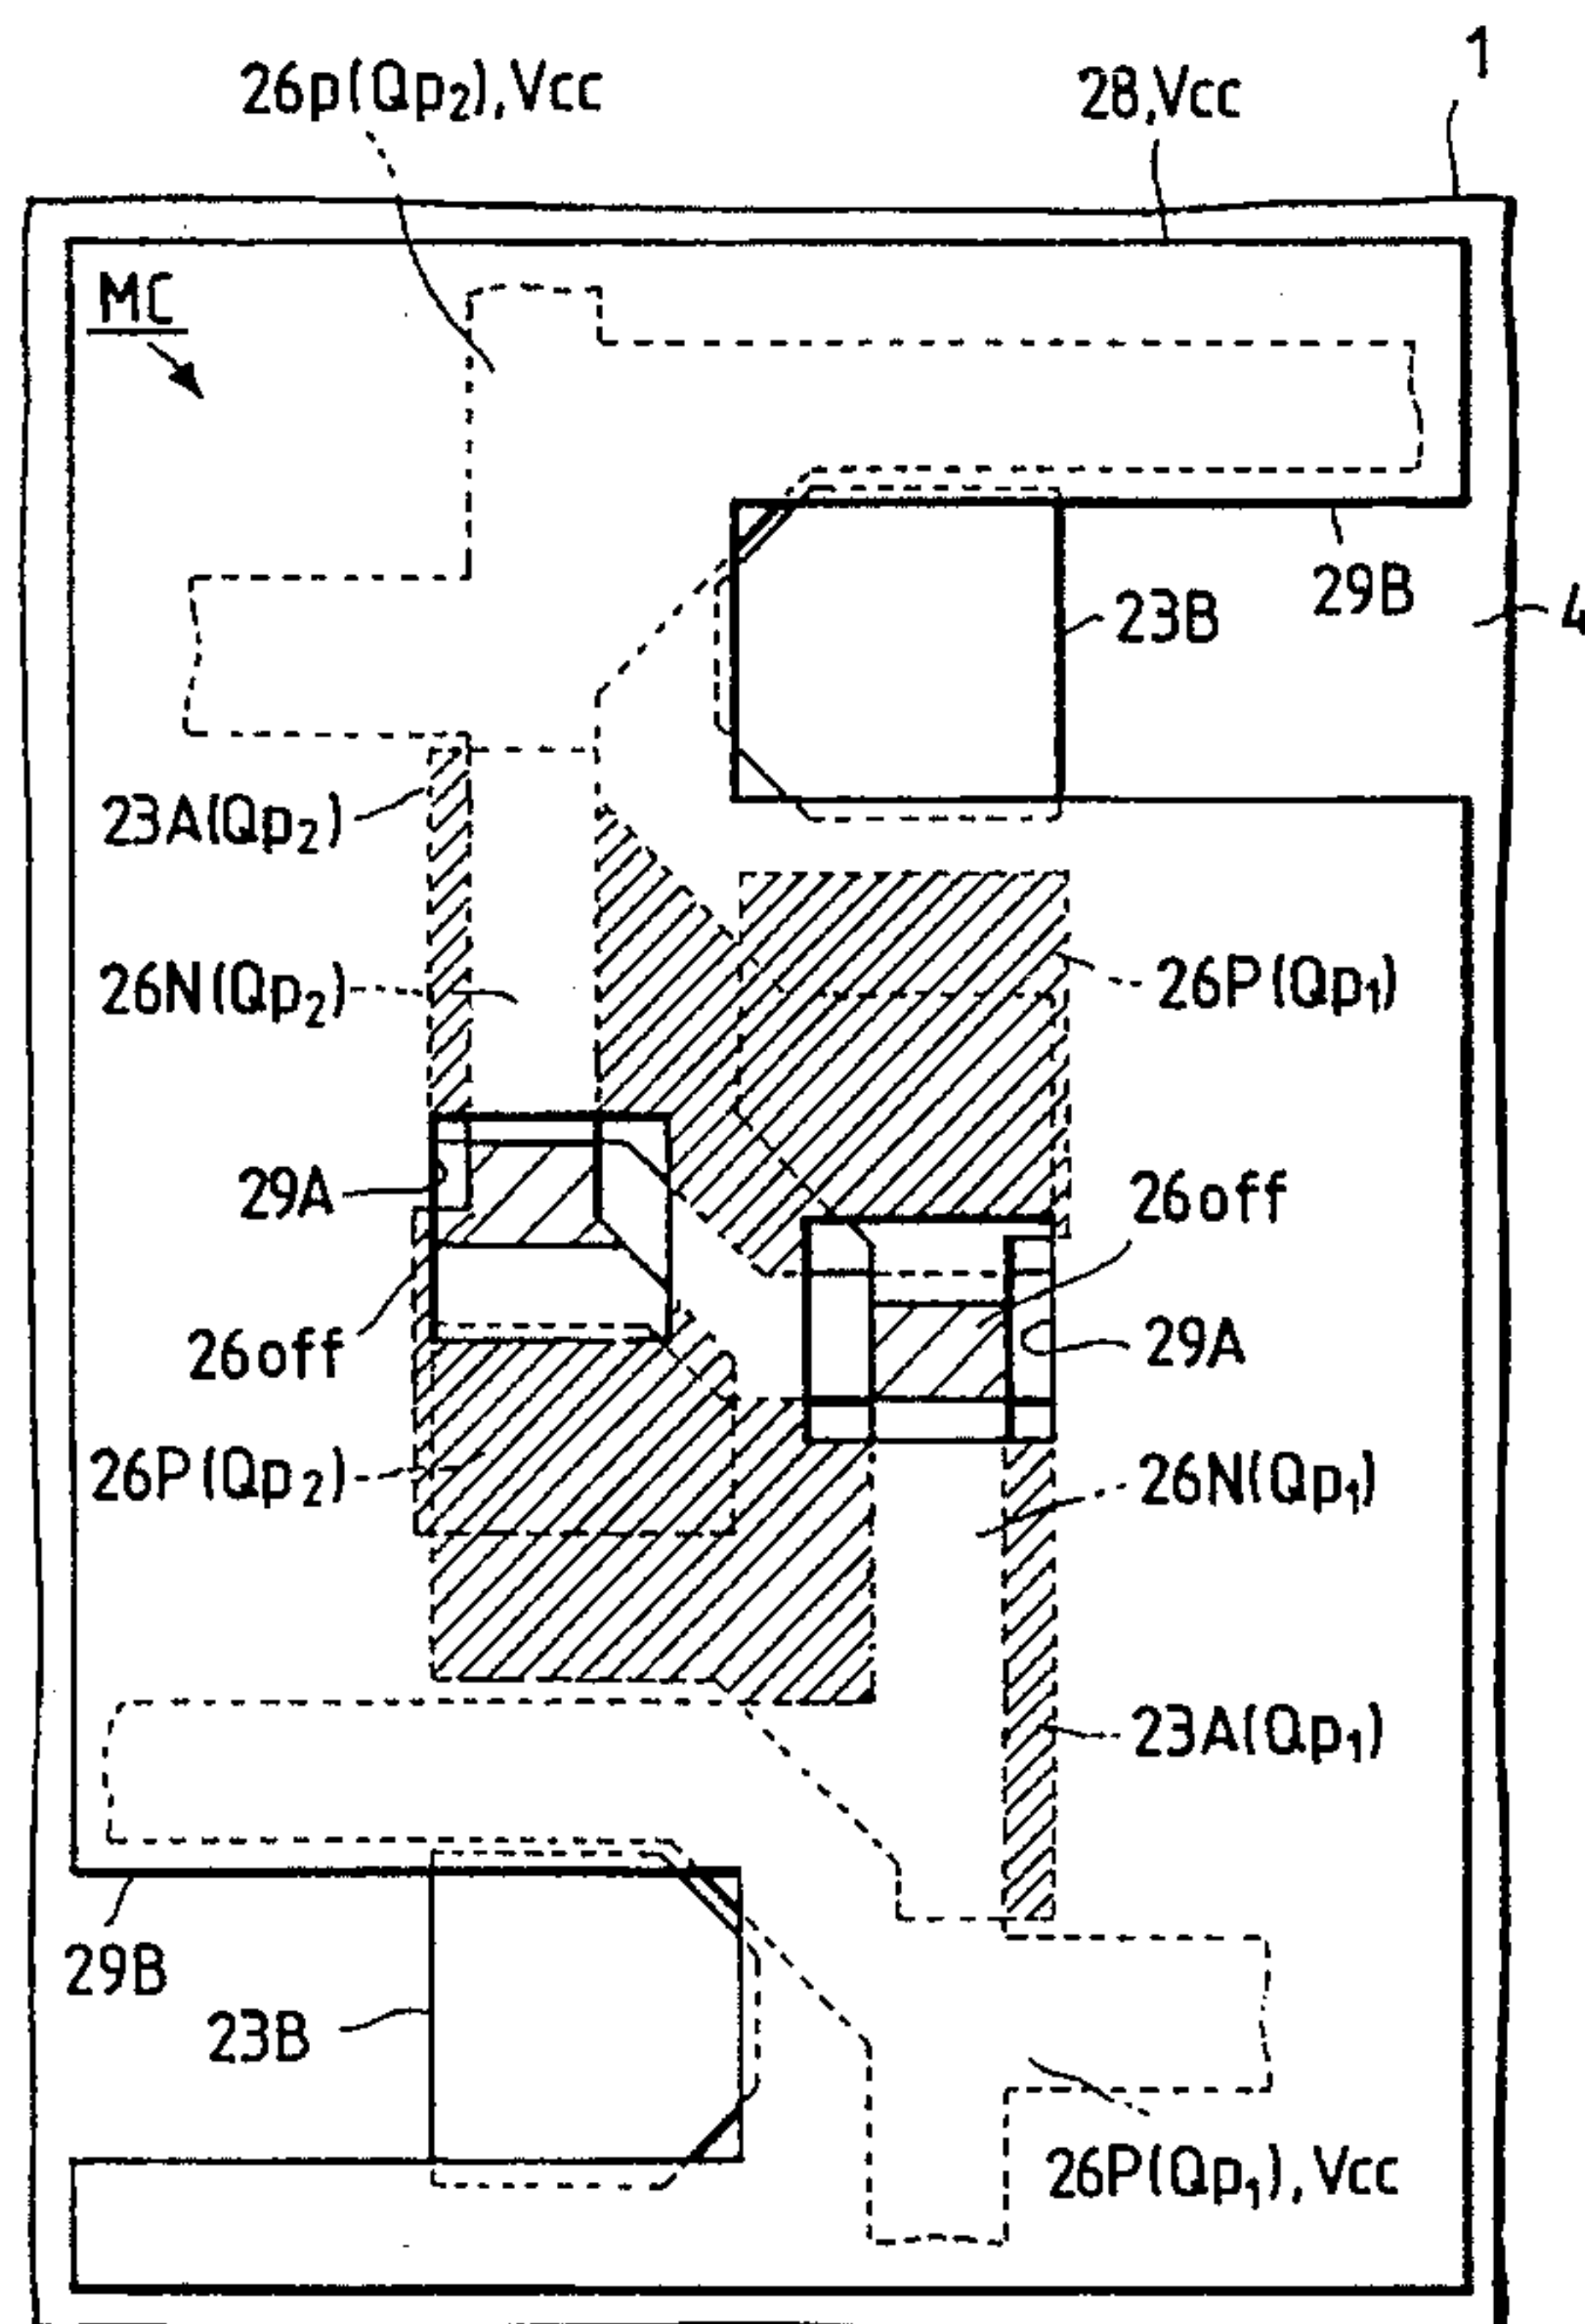 1
26p(Qp2),Vcc
28,Vcc
MC
29B
4
23B
23A(Qp2)
26N(Qp2)
26P(Qp1)
29A
26off
26off
29A
26P(Qp2)
26N(Qp1)
23A(Qp1)
29B
23B
26P(Qp1),Vcc